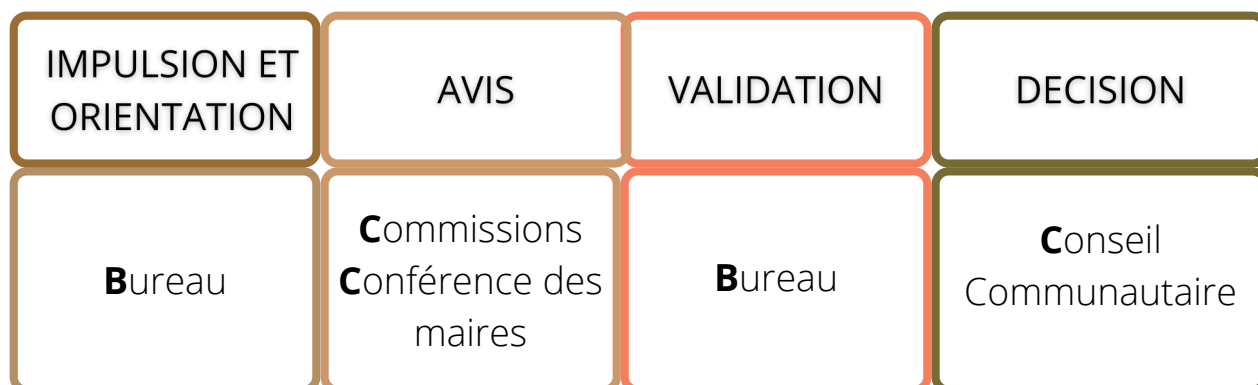 IMPULSION ET
ORIENTATION
AVIS
VALIDATION
DECISION
Bureau
Commissions
Conférence des
maires
Bureau
Conseil
Communautaire